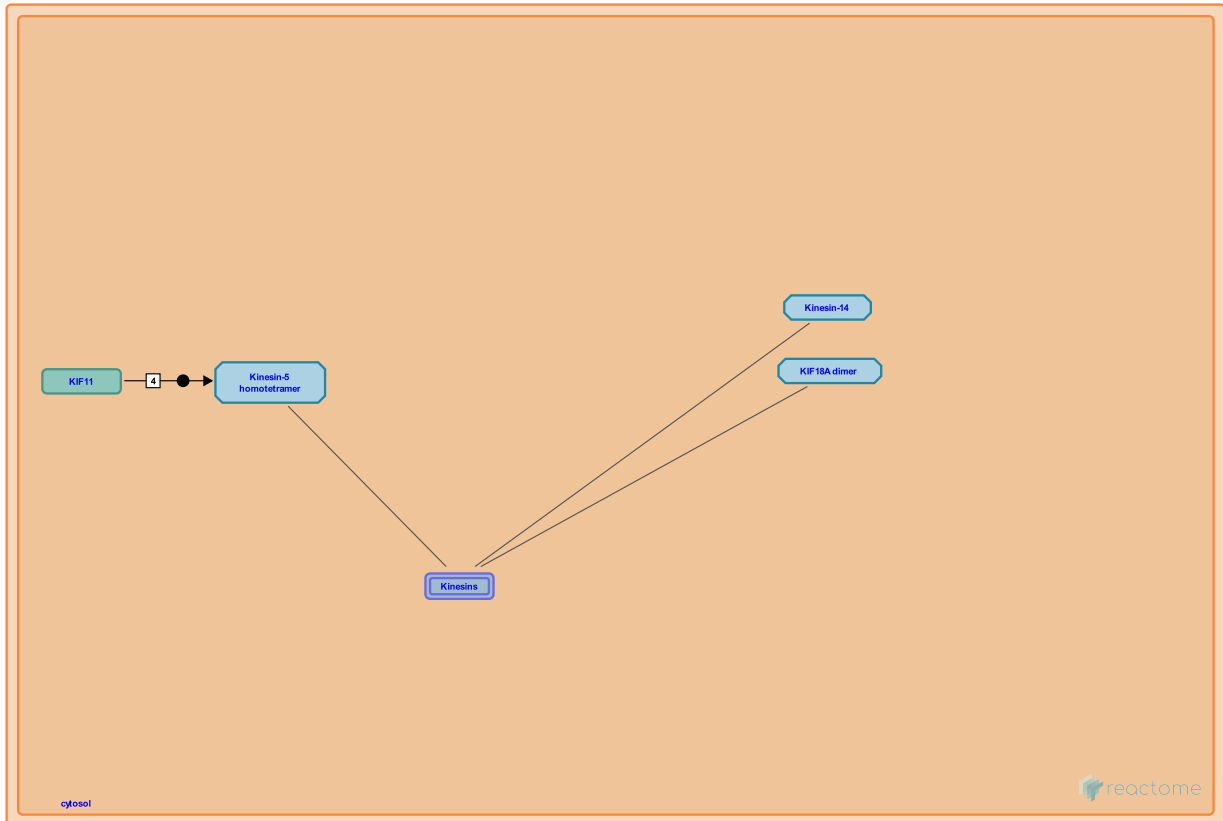 Kinesin-14
KIF18A dimer
KIF11
4
Kinesin-5
homotetramer
Kinesins
reactome
cytosol